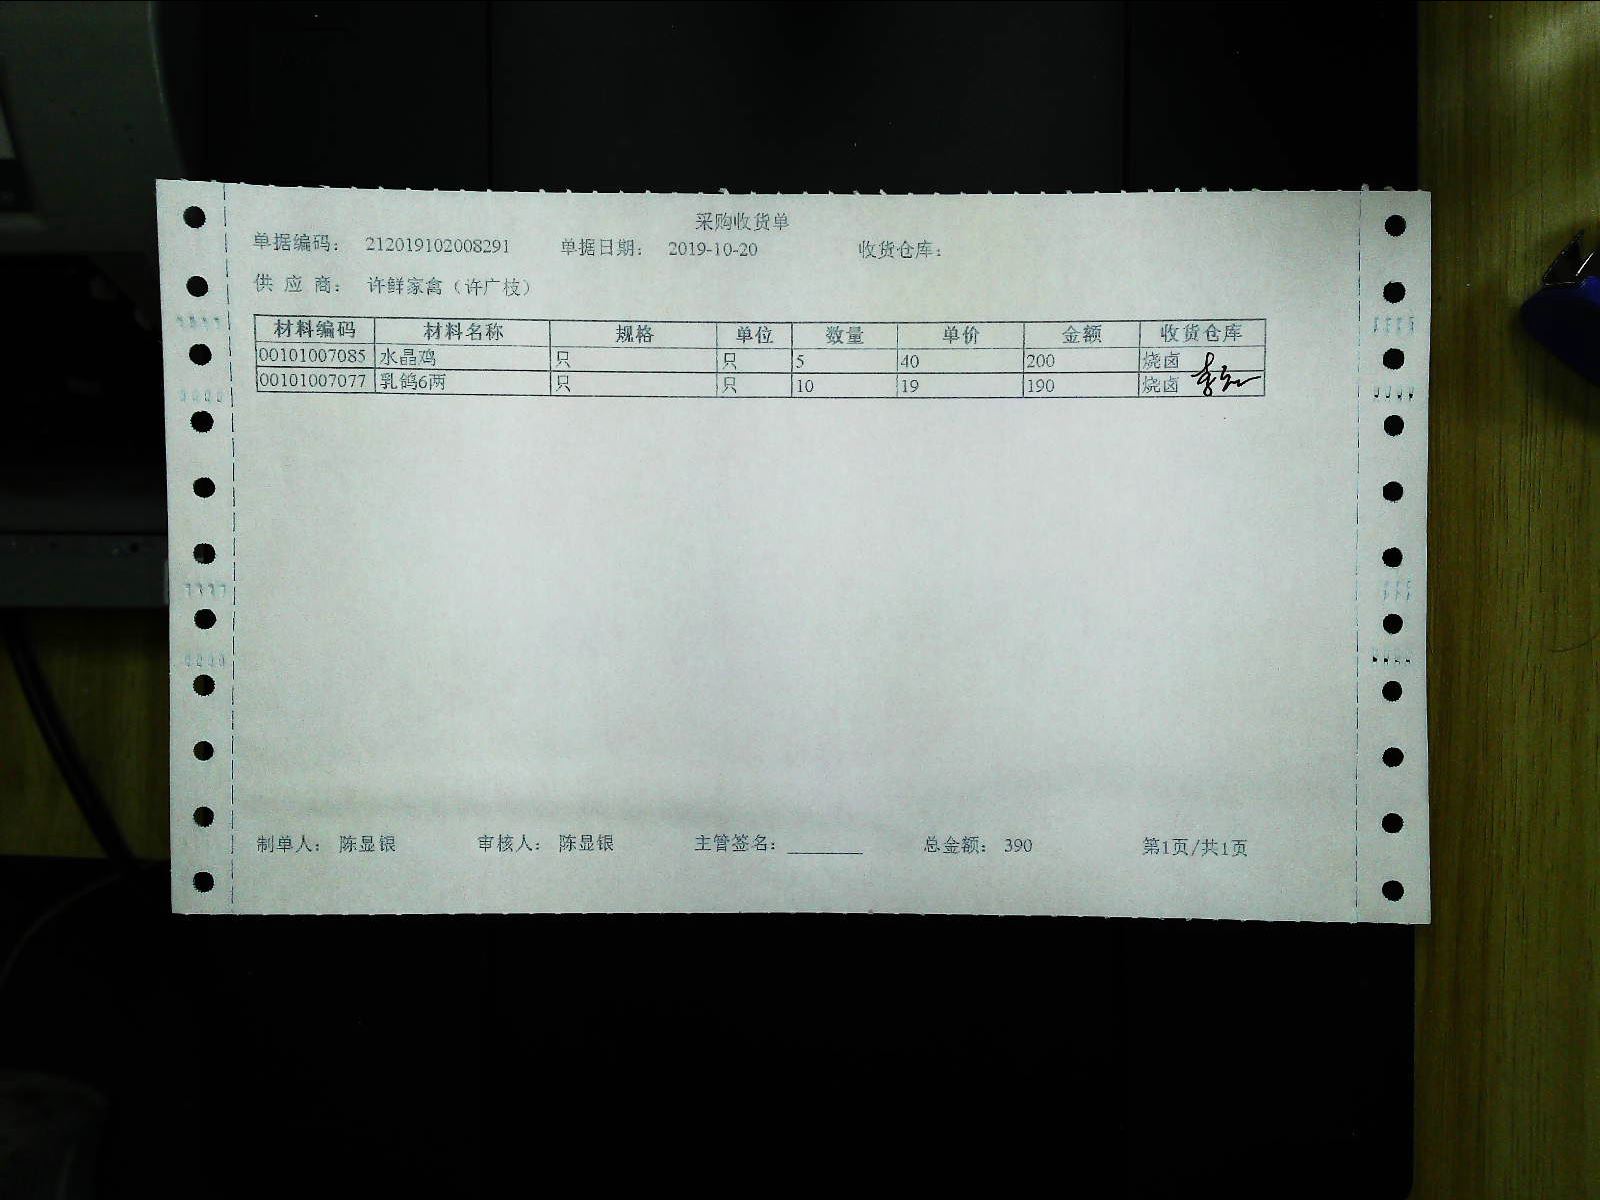 采购收货单
单据编码： 212019102008291 单据日期： 2019-10-20 收货仓库：
供 应 商： 许鲜家禽（许广枝）
材料编码 材料名称 规格 单位 数量 单价 金额 收货仓库
00101007085 水晶鸡 只 只 5 40 200 烧卤
00101007077 乳鸽6两 只 只 10 19 190 烧卤
制单人： 陈显银 审核人： 陈显银 主管签名：________ 总金额： 390 第1页/共1页